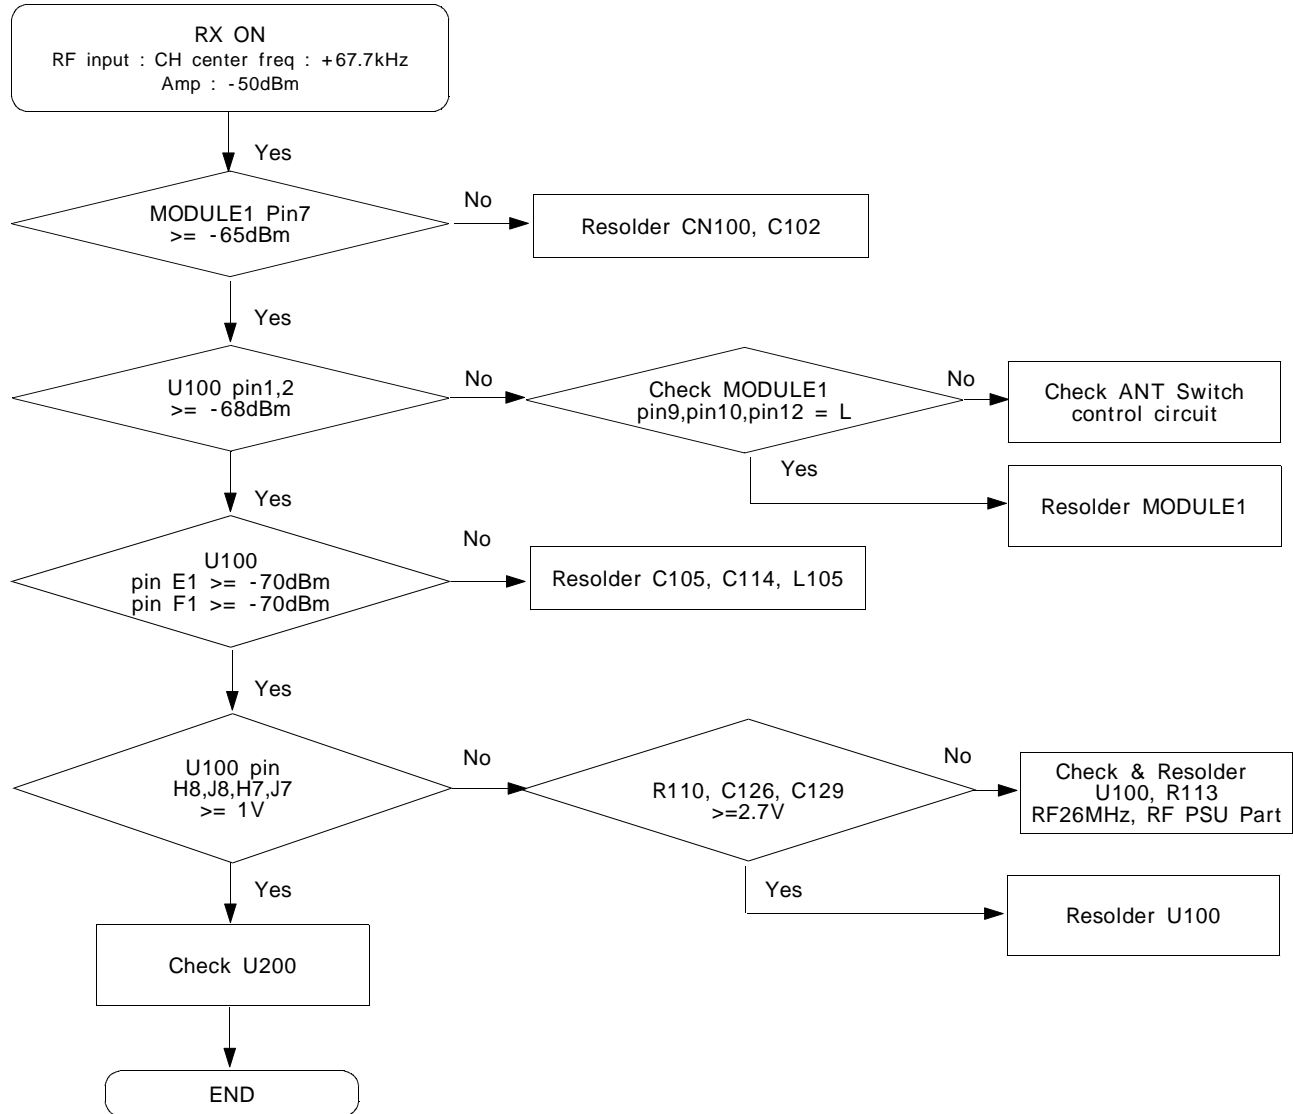 RX ON
RF input : CH center freq : +67.7kHz
Amp : -50dBm
Yes
MODULE1 Pin7
>= -65dBm
No
Resolder CN100, C102
Yes
U100 pin1,2
>= -68dBm
No
Check MODULE1
pin9,pin10,pin12 = L
No
Check ANT Switch
control circuit
Yes
Resolder MODULE1
Yes
U100
pin E1 >= -70dBm
pin F1 >= -70dBm
No
Resolder C105, C114, L105
Yes
U100 pin
H8,J8,H7,J7
>= 1V
No
R110, C126, C129
>=2.7V
No
Check & Resolder
U100, R113
RF26MHz, RF PSU Part
Yes
Resolder U100
Yes
Check U200
END